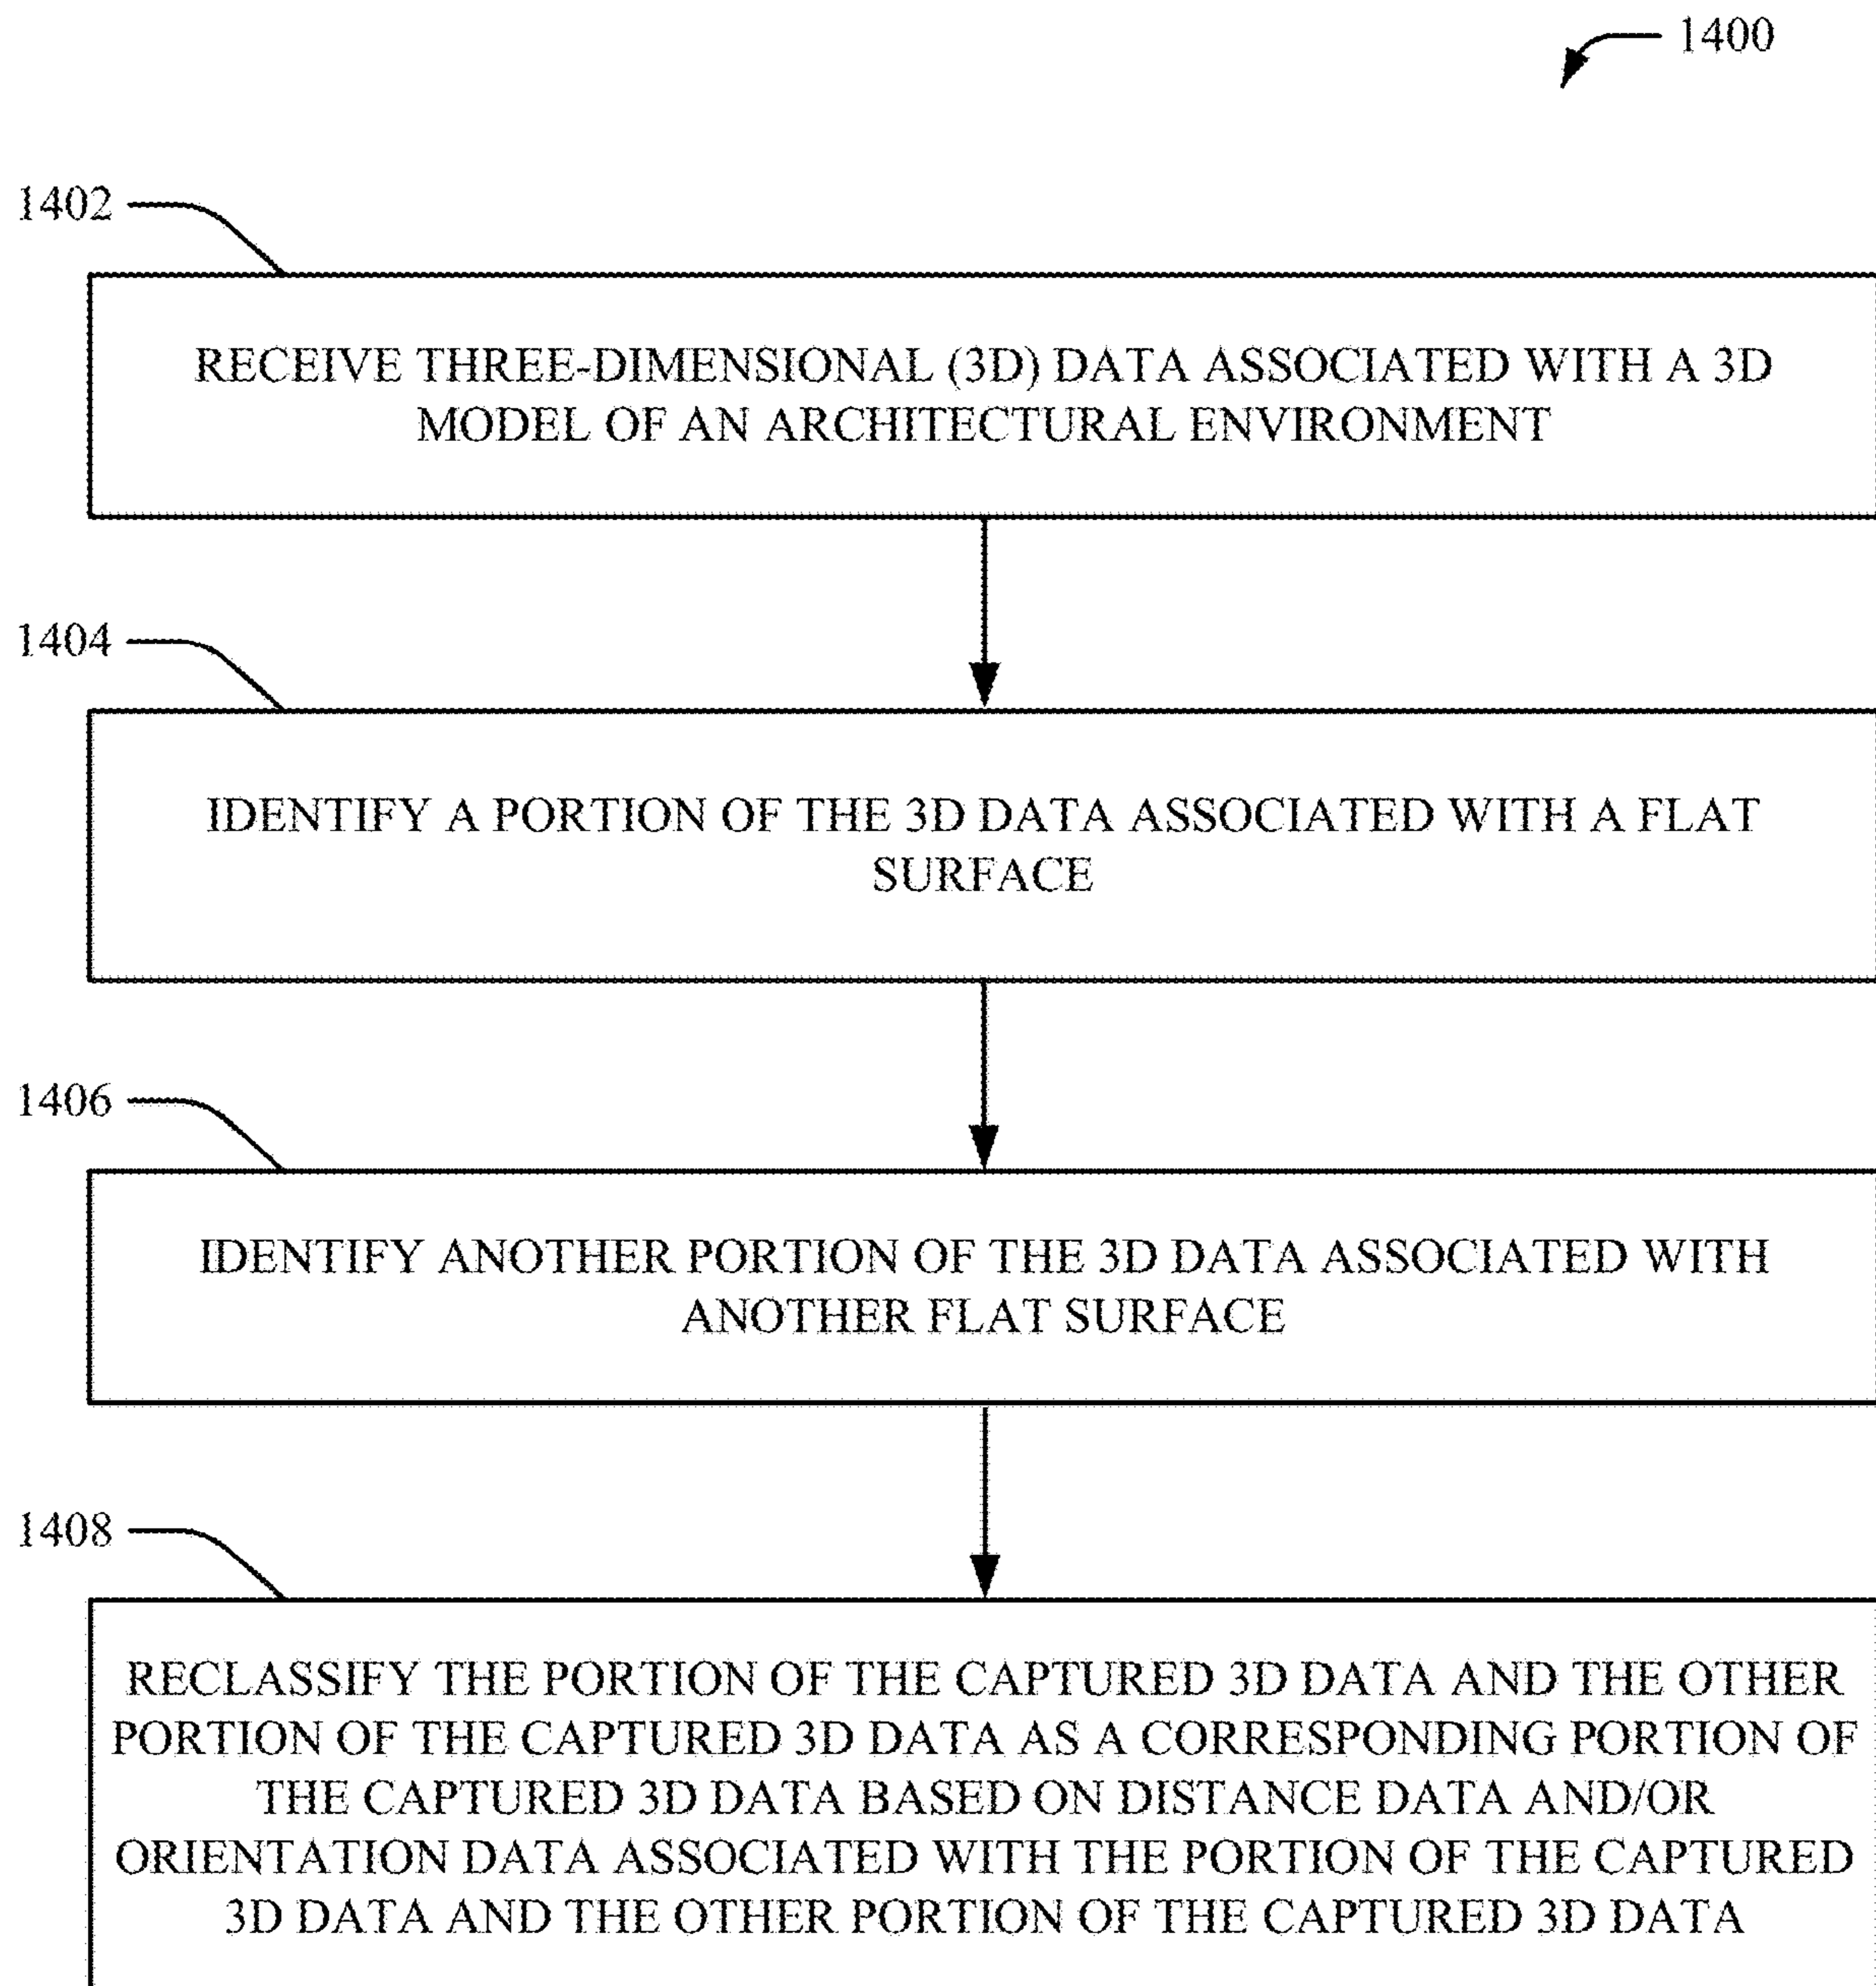 1400
1402
RECEIVE THREE-DIMENSIONAL (3D) DATA ASSOCIATED WITH A 3D
MODEL OF AN ARCHITECTURAL ENVIRONMENT
1404
IDENTIFY A PORTION OF THE 3D DATA ASSOCIATED WITH A FLAT
SURFACE
1406
IDENTIFY ANOTHER PORTION OF THE 3D DATA ASSOCIATED WITH
ANOTHER FLAT SURFACE
1408
RECLASSIFY THE PORTION OF THE CAPTURED 3D DATA AND THE OTHER
PORTION OF THE CAPTURED 3D DATA AS A CORRESPONDING PORTION OF
THE CAPTURED 3D DATA BASED ON DISTANCE DATA AND/OR
ORIENTATION DATA ASSOCIATED WITH THE PORTION OF THE CAPTURED
3D DATA AND THE OTHER PORTION OF THE CAPTURED 3D DATA